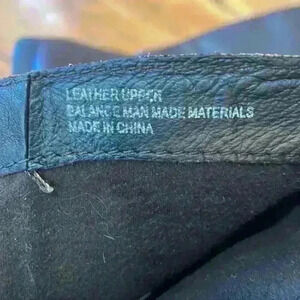 LEATHER UPPER
BALANCE MAN MADE MATERIALS
MADE IN CHINA